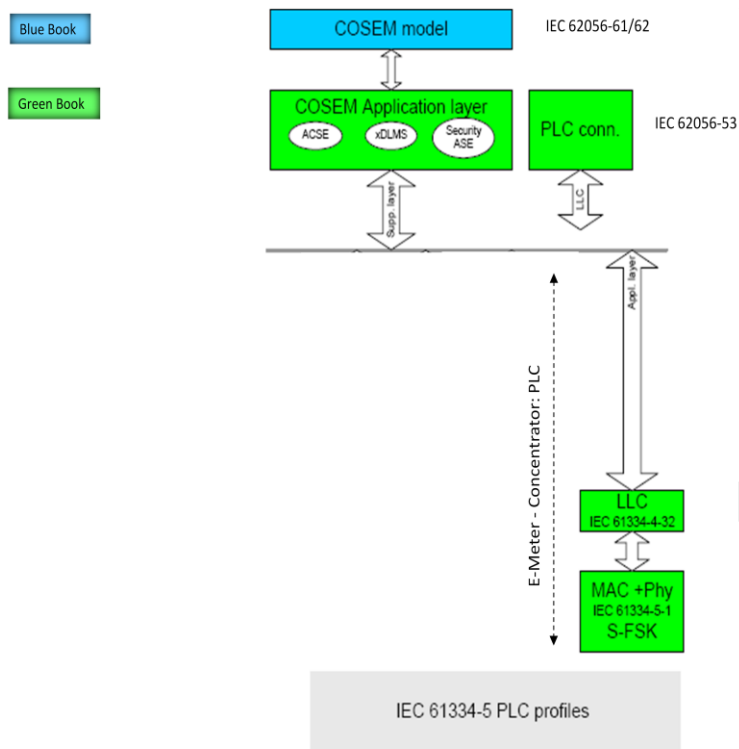 Blue Book
COSEM model
IEC 62056-61/62
Green Book
COSEM Application layer
ACSE
xDLMS
Security
ASE
PLC conn.
IEC 62056-53
Supp. layer
LLC
Appl. layer
E-Meter - Concentrator: PLC
LLC
IEC 61334-4-32
MAC +Phy
IEC 61334-5-1
S-FSK
IEC 61334-5 PLC profiles